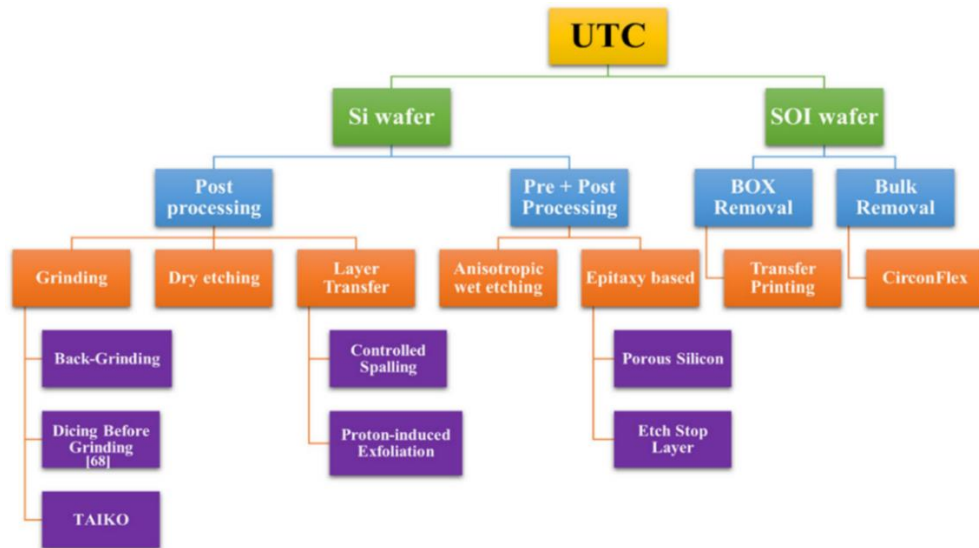 UTC
Si wafer
SOI wafer
Post
processing
Pre + Post
Processing
BOX
Removal
Bulk
Removal
Grinding
Dry etching
Layer
Transfer
Anisotropic
wet etching
Epitaxy based
Transfer
Printing
CirconFlex
Back-Grinding
Controlled
Spalling
Porous Silicon
Dicing Before
Grinding
[68]
Proton-induced
Exfoliation
Etch Stop
Layer
TAIKO